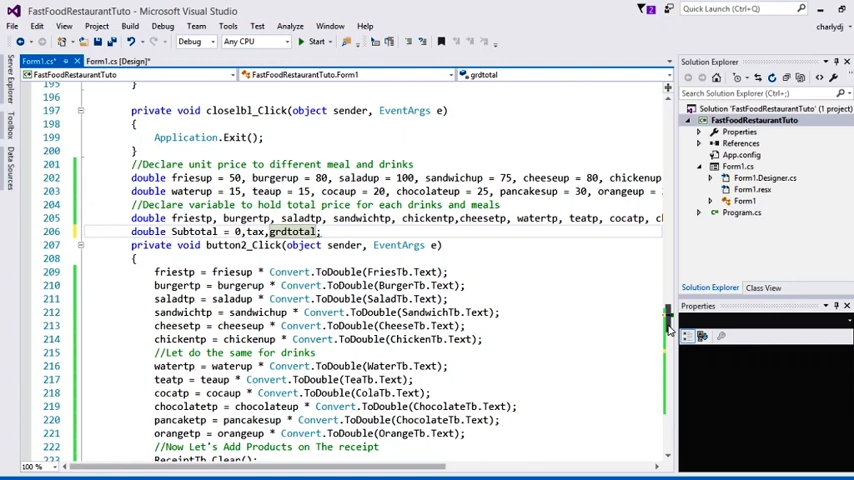 FastFoodRestaurantTuto - Microsoft Visual Studio
2
Quick Launch (Ctrl+Q)
File Edit View Project Build Debug Team Tools Test Analyze Window Help
charlydj
Debug Any CPU Start
Form1.cs* Form1.cs [Design]*
Solution Explorer
FastFoodRestaurantTuto FastFoodRestaurantTuto.Form1 grdtotal
Server Explorer
Toolbox
Data Sources
195 }
196
197 private void closelbl_Click(object sender, EventArgs e)
198 {
199 Application.Exit();
200 }
201 //Declare unit price to different meal and drinks
202 double friesup = 50, burgerup = 80, saladup = 100, sandwichup = 75, cheeseup = 80, chickenup
203 double waterup = 15, teaup = 15, cocaup = 20, chocolateup = 25, pancakesup = 30, orangeup =
204 //Declare variable to hold total price for each drinks and meals
205 double friestp, burgertp, saladtp, sandwichtp, chickentp,cheesetp, watertp, teatp, cocatp,
206 double Subtotal = 0,tax,grdtotal;
207 private void button2_Click(object sender, EventArgs e)
208 {
209 friestp = friesup * Convert.ToDouble(FriesTb.Text);
210 burgertp = burgerup * Convert.ToDouble(BurgerTb.Text);
211 saladtp = saladup * Convert.ToDouble(SaladTb.Text);
212 sandwichtp = sandwichup * Convert.ToDouble(SandwichTb.Text);
213 cheesetp = cheeseup * Convert.ToDouble(CheeseTb.Text);
214 chickentp = chickenup * Convert.ToDouble(ChickenTb.Text);
215 //Let do the same for drinks
216 watertp = waterup * Convert.ToDouble(WaterTb.Text);
217 teatp = teaup * Convert.ToDouble(TeaTb.Text);
218 cocatp = cocaup * Convert.ToDouble(ColaTb.Text);
219 chocolatetp = chocolateup * Convert.ToDouble(ChocolateTb.Text);
220 pancaketp = pancakesup * Convert.ToDouble(PancakeTb.Text);
221 orangetp = orangeup * Convert.ToDouble(OrangeTb.Text);
222 //Now Let's Add Products on The receipt
223 ReceiptTb.Clear();
100 %
Search Solution Explorer (Ctrl+;)
Solution 'FastFoodRestaurantTuto' (1 project)
FastFoodRestaurantTuto
Properties
References
App.config
Form1.cs
Form1.Designer.cs
Form1.resx
Form1
Program.cs
Solution Explorer Class View
Properties